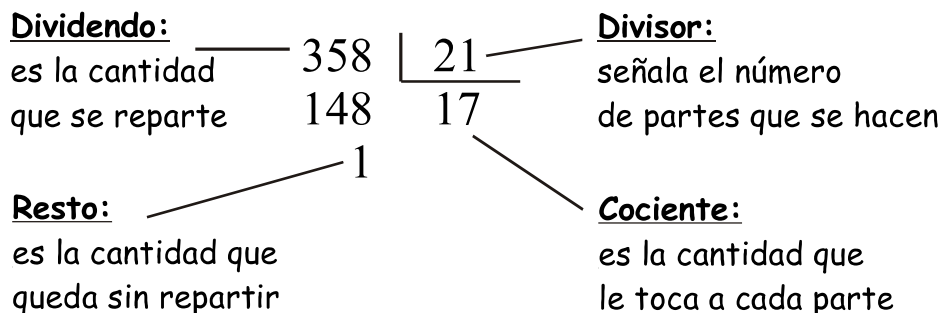 Dividendo:
es la cantidad
que se reparte
358 21
148 17
1
Divisor:
señala el número
de partes que se hacen
Resto:
es la cantidad que
queda sin repartir
Cociente:
es la cantidad que
le toca a cada parte